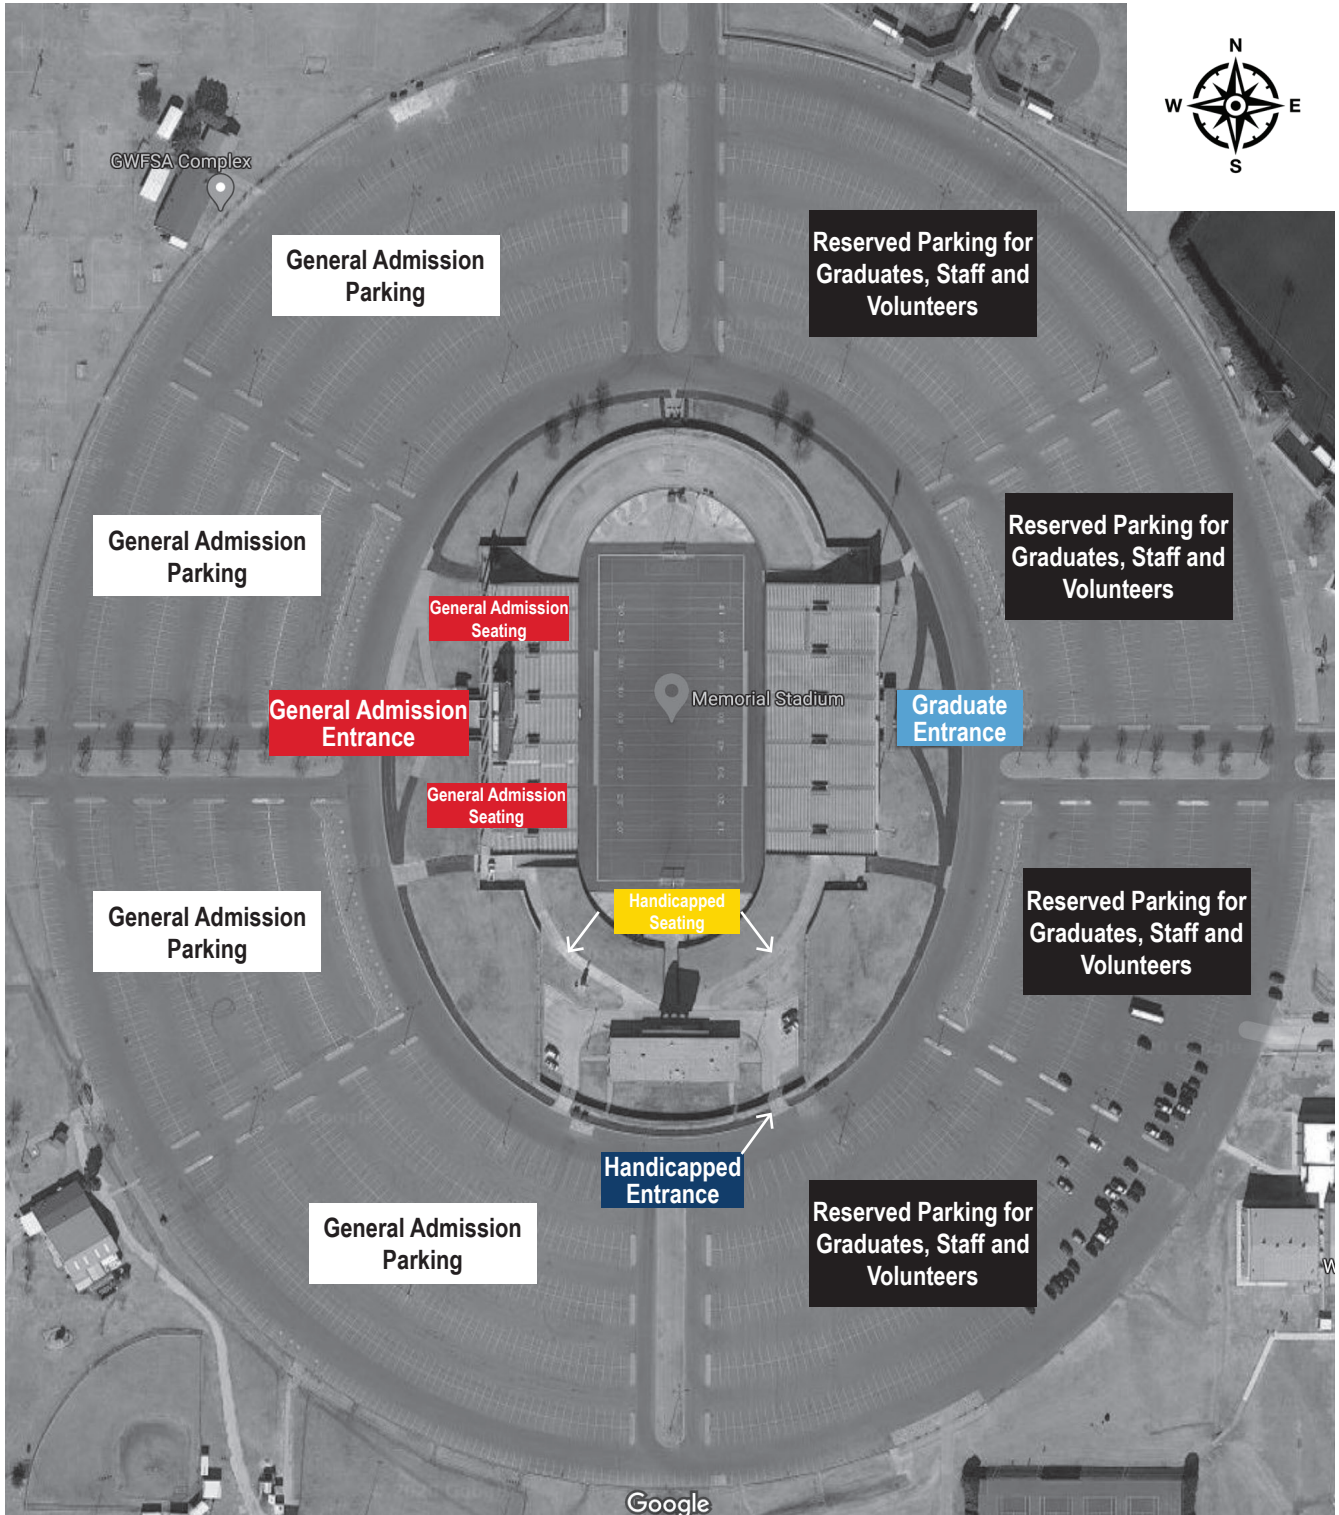 N
W E
S
GWFSA Complex
General Admission
Parking
Reserved Parking for
Graduates, Staff and
Volunteers
General Admission
Parking
Reserved Parking for
Graduates, Staff and
Volunteers
General Admission
Seating
General Admission
Entrance
Memorial Stadium
Graduate
Entrance
General Admission
Seating
General Admission
Parking
Handicapped
Seating
Reserved Parking for
Graduates, Staff and
Volunteers
Handicapped
Entrance
General Admission
Parking
Reserved Parking for
Graduates, Staff and
Volunteers
W
Google